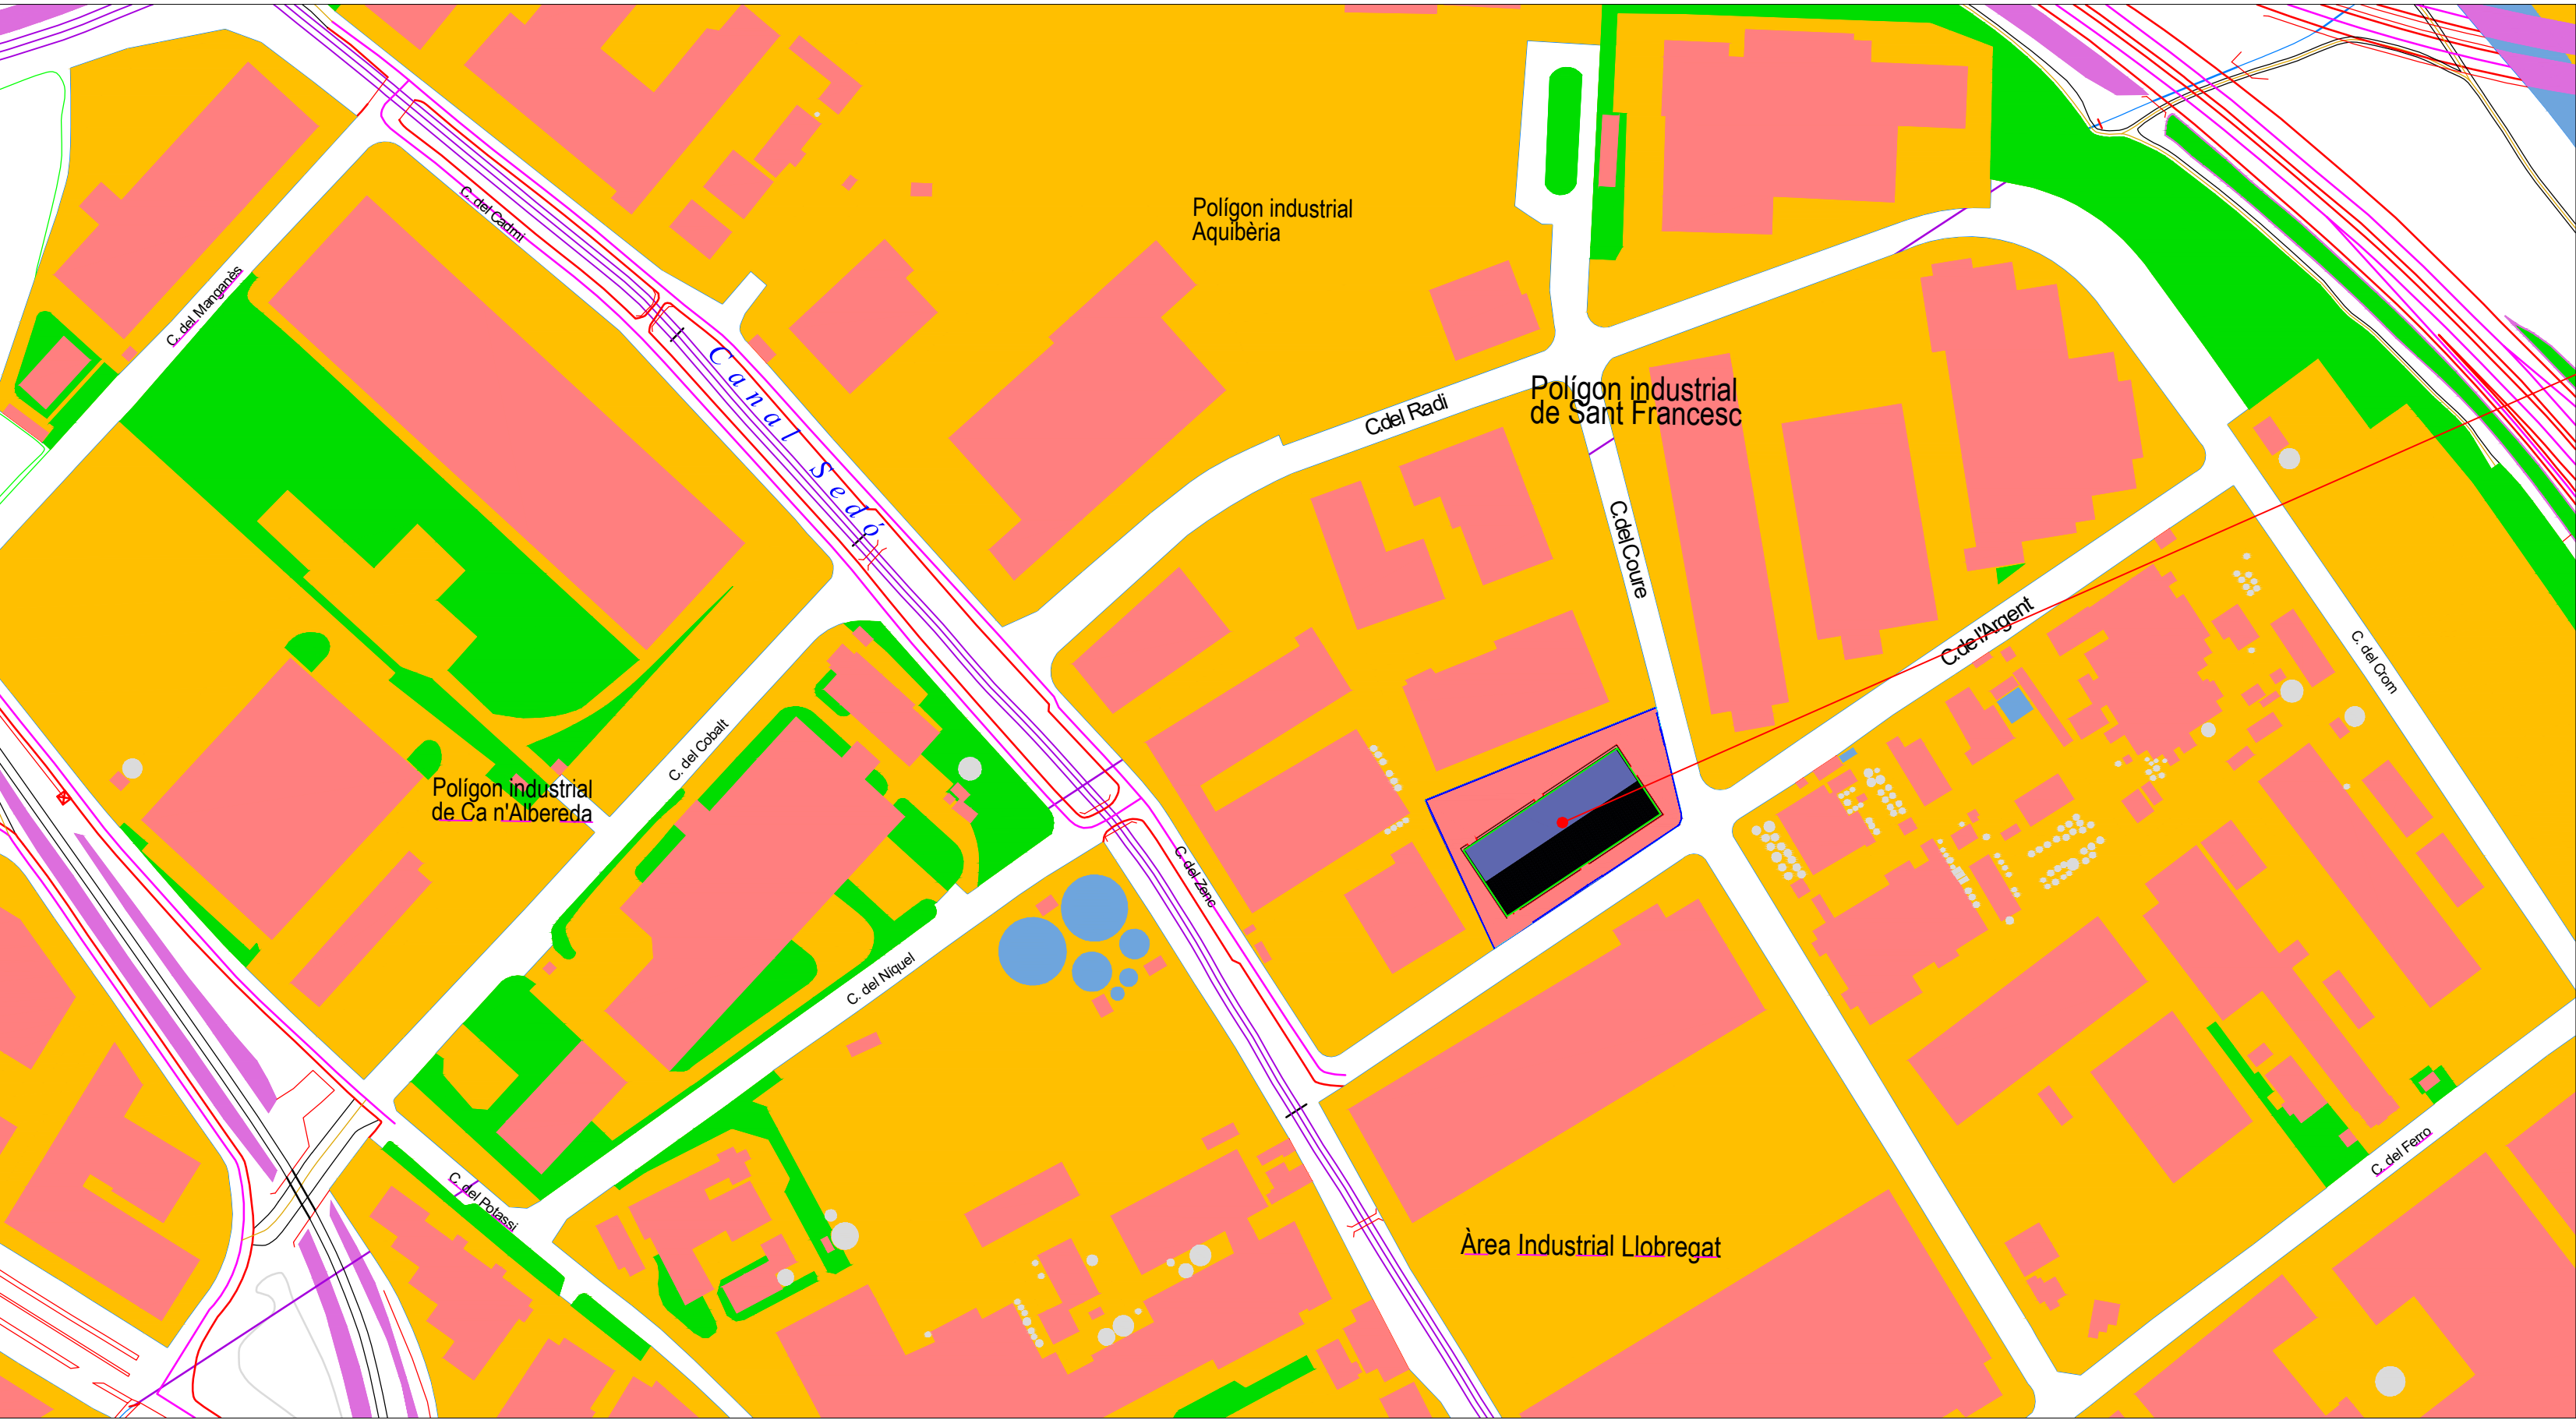 Polígon industrial
Aquibèria
C. del Cadmi
C. del Manganès
Canal Sedó
C.del Radi
Polígon industrial
de Sant Francesc
C.del Coure
C.de l'Argent
C. del Crom
C. del Cobalt
Polígon industrial
de Ca n'Albereda
C. del Zenc
C. del Níquel
C. del Potassi
Àrea Industrial Llobregat
C. del Ferro